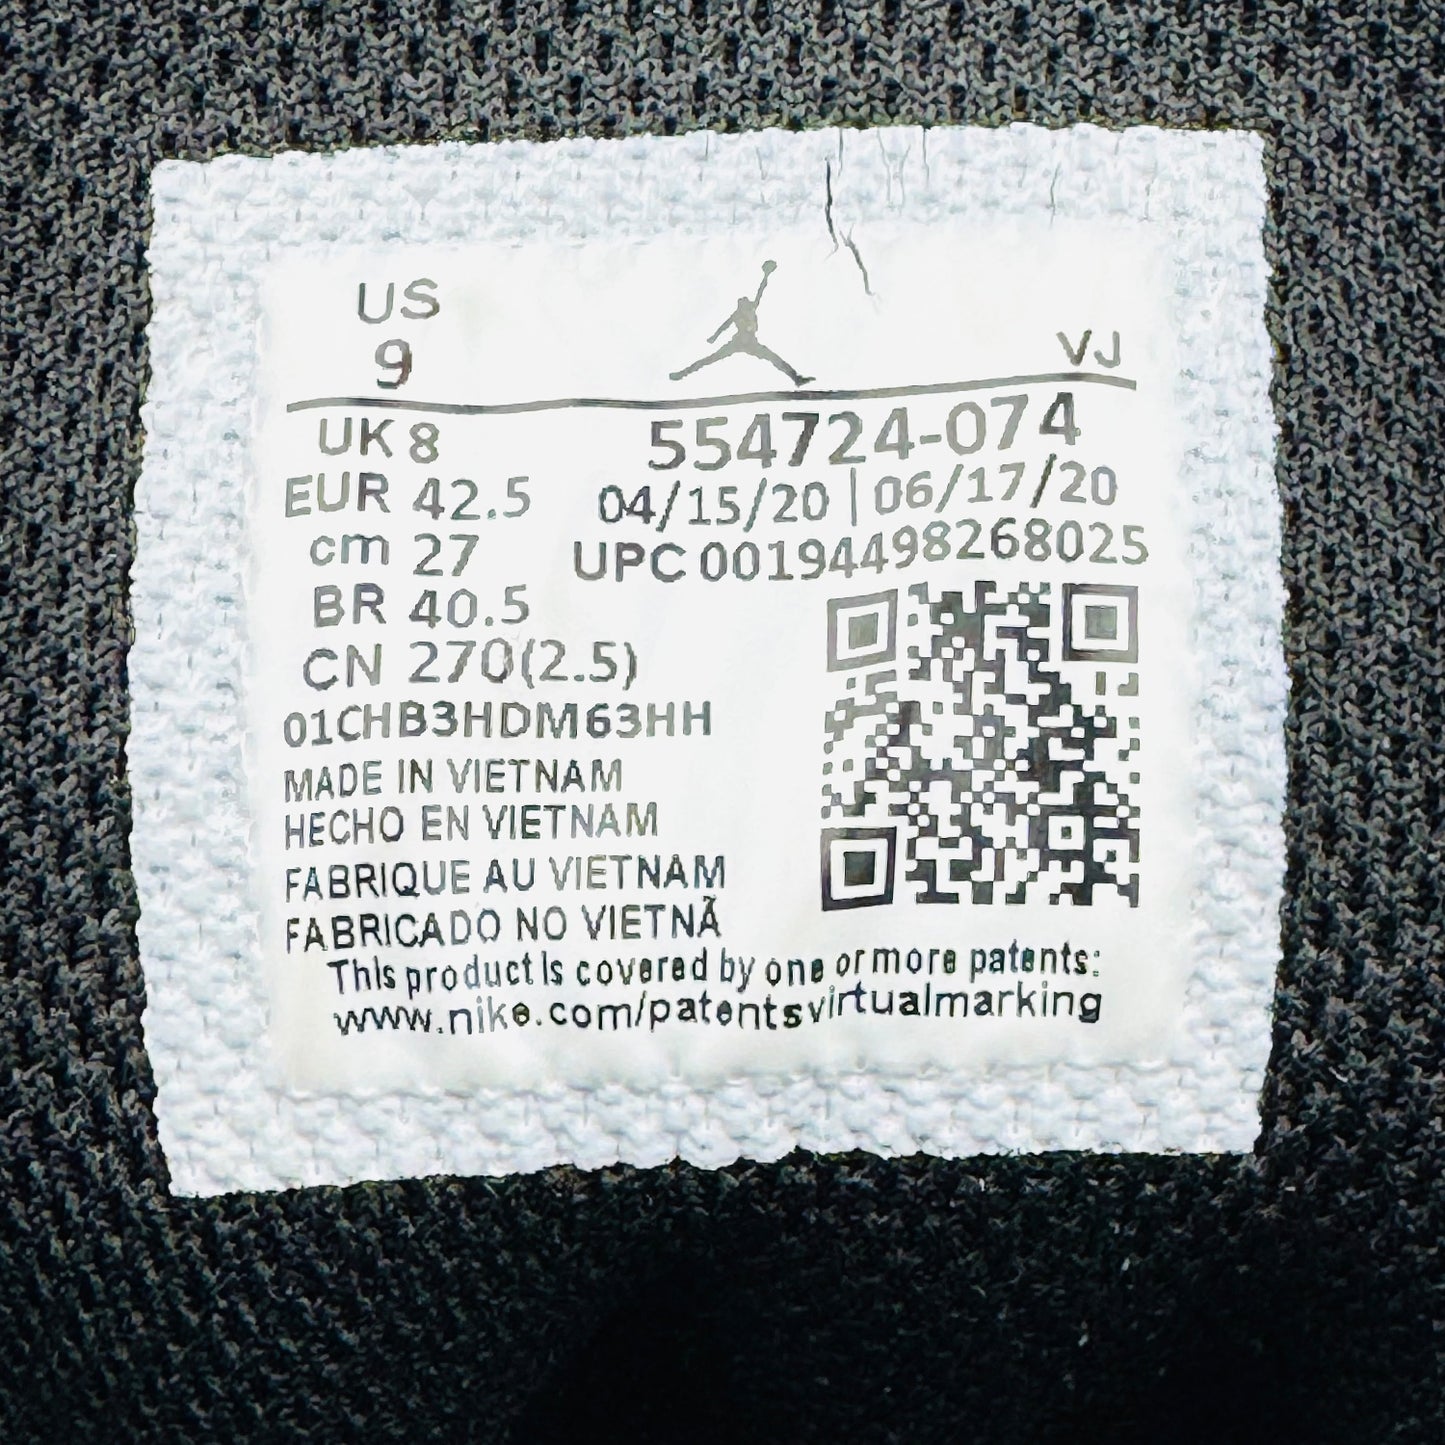 US
9
VJ
UK 8
554724-074
EUR 42.5
04/15/20 | 06/17/20
cm 27
UPC 00194498268025
BR 40.5
CN 270(2.5)
01CHB3HDM63HH
MADE IN VIETNAM
HECHO EN VIETNAM
FABRIQUE AU VIETNAM
FABRICADO NO VIETNÃ
This product is covered by one or more patents:
www.nike.com/patentsvirtualmarking